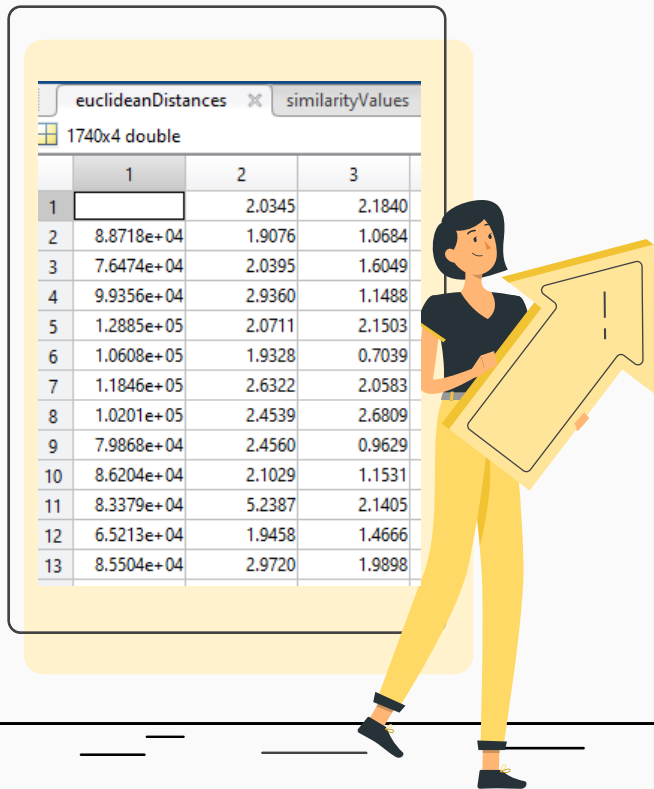 euclideanDistances similarityValues
1740x4 double
1 2 3
1 2.0345 2.1840
2 8.8718e+04 1.9076 1.0684
3 7.6474e+04 2.0395 1.6049
4 9.9356e+04 2.9360 1.1488
5 1.2885e+05 2.0711 2.1503
6 1.0608e+05 1.9328 0.7039
7 1.1846e+05 2.6322 2.0583
8 1.0201e+05 2.4539 2.6809
9 7.9868e+04 2.4560 0.9629
10 8.6204e+04 2.1029 1.1531
11 8.3379e+04 5.2387 2.1405
12 6.5213e+04 1.9458 1.4666
13 8.5504e+04 2.9720 1.9898